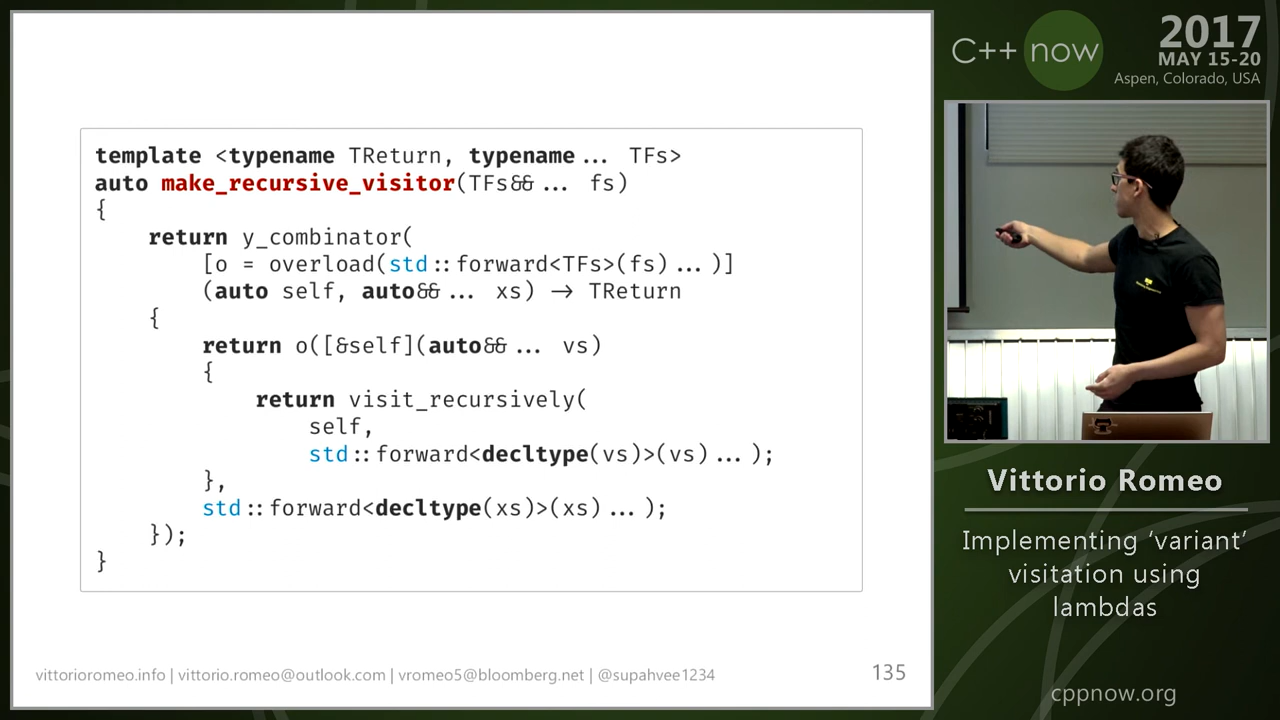 template <typename TReturn, typename... TFs>
auto make_recursive_visitor(TFs&&... fs)
{
return y_combinator(
[o = overload(std::forward<TFs>(fs)...)]
(auto self, auto&&... xs) -> TReturn
{
return o([&self](auto&&... vs)
{
return visit_recursively(
self,
std::forward<decltype(vs)>(vs)...);
},
std::forward<decltype(xs)>(xs)...);
});
}
vittorioromeo.info | vittorio.romeo@outlook.com | vromeo5@bloomberg.net | @supahvee1234
135
C++ now
2017
MAY 15-20
Aspen, Colorado, USA
Vittorio Romeo
Implementing ‘variant’
visitation using
lambdas
cppnow.org